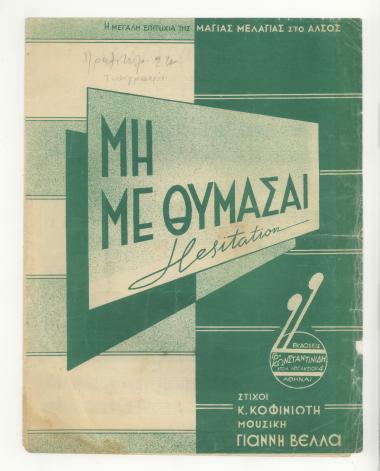 Η ΜΕΓΑΛΗ ΕΠΙΤΥΧΙΑ ΤΗΣ ΜΑΓΙΑΣ ΜΕΛΑΓΙΑΣ ΣΤΟ ΑΛΣΟΣ
ΜΗ
ΜΕ ΘΥΜΑΣΑΙ
Hesitation
ΕΚΔΟΣΕΙΣ
ΚΩΝΣΤΑΝΤΙΝΙΔΗ
ΑΘΗΝΑΙ
ΣΤΙΧΟΙ
Κ. ΚΟΦΙΝΙΩΤΗ
ΜΟΥΣΙΚΗ
ΓΙΑΝΝΗ ΒΕΛΛΑ